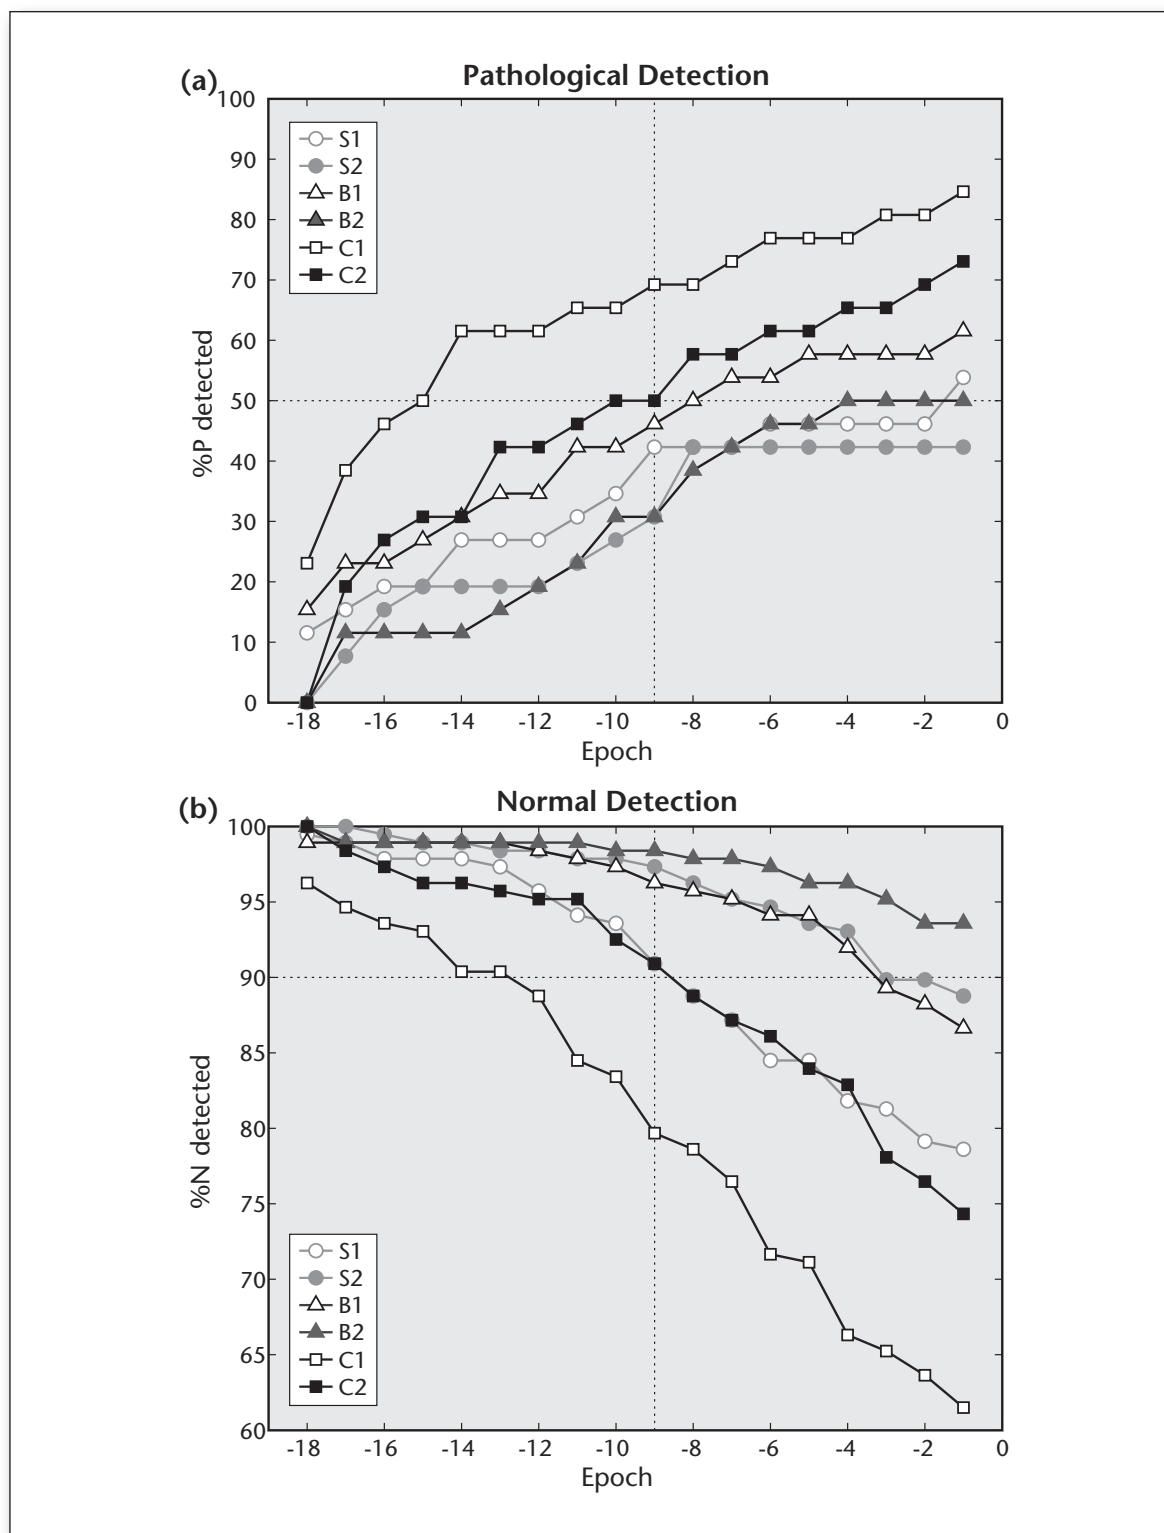 (a)
Pathological Detection
100
90
80
70
60
50
40
30
20
10
0
%P detected
S1
S2
B1
B2
C1
C2
-18 -16 -14 -12 -10 -8 -6 -4 -2 0
Epoch
(b)
Normal Detection
100
95
90
85
80
75
70
65
60
%N detected
S1
S2
B1
B2
C1
C2
-18 -16 -14 -12 -10 -8 -6 -4 -2 0
Epoch